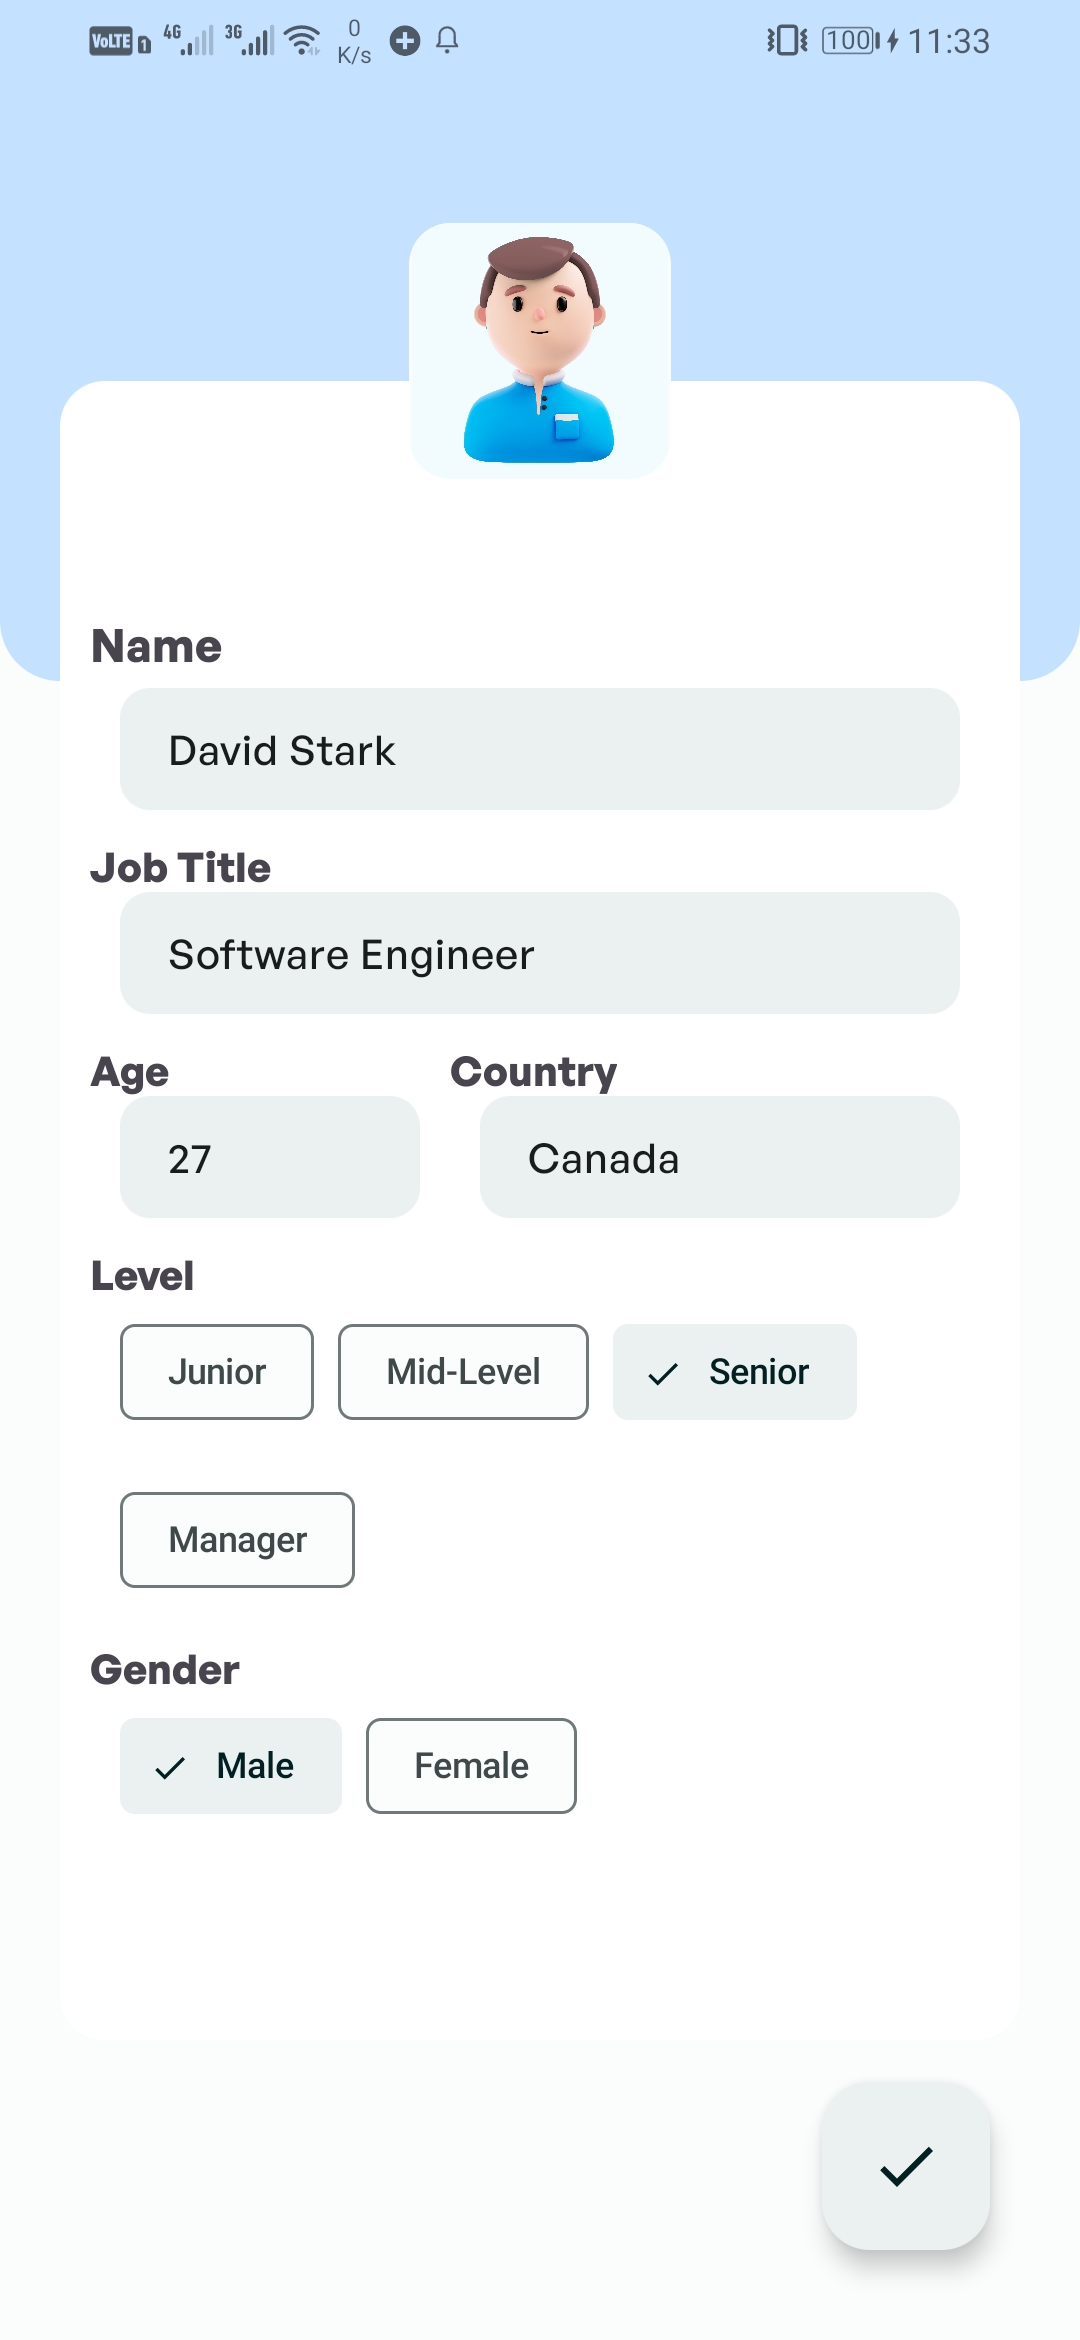 VoLTE 1 4G 3G 0 K/s 100 11:33
Name
David Stark
Job Title
Software Engineer
Age Country
27 Canada
Level
Junior Mid-Level Senior
Manager
Gender
Male Female